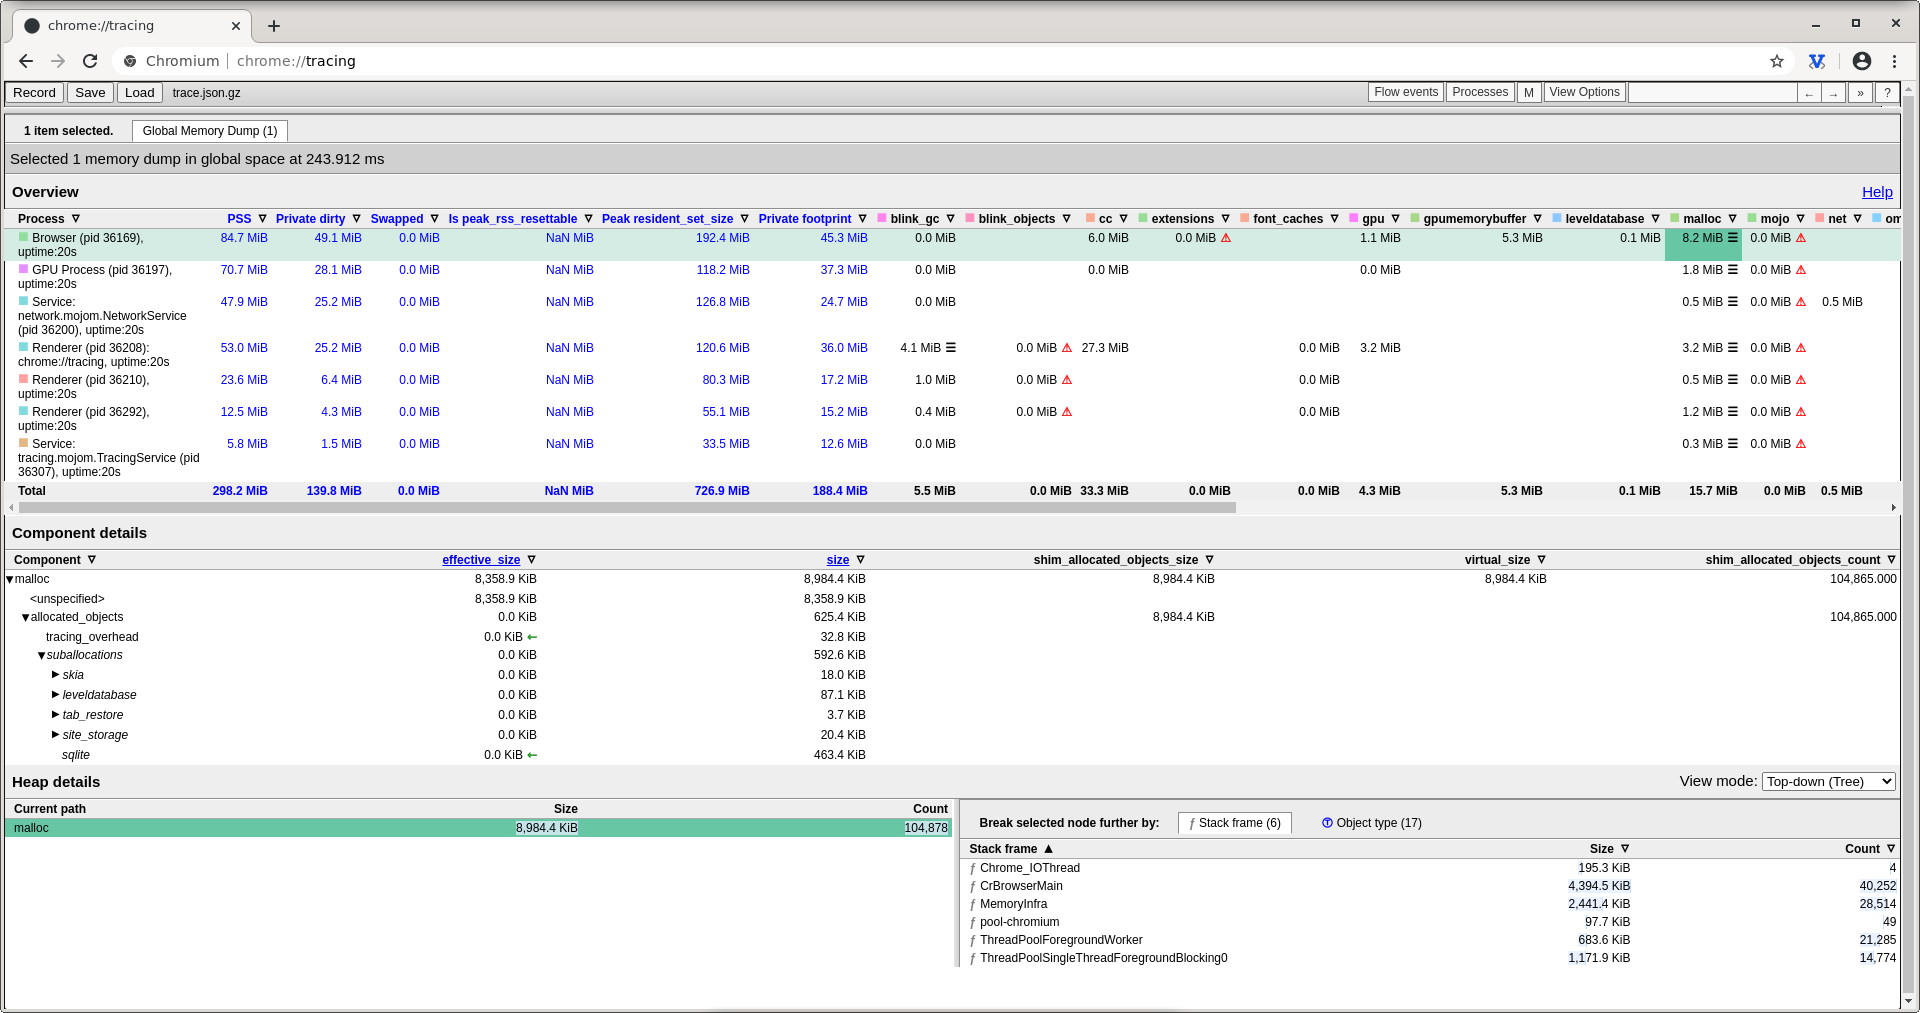 chrome://tracing
Chromium | chrome://tracing
Record Save Load trace.json.gz Flow events Processes M View Options ← → » ?
1 item selected. Global Memory Dump (1)
Selected 1 memory dump in global space at 243.912 ms
Overview Help
Process PSS Private dirty Swapped Is peak_rss_resettable Peak resident_set_size Private footprint blink_gc blink_objects cc extensions font_caches gpu gpumemorybuffer leveldatabase malloc mojo net om
Browser (pid 36169), 84.7 MiB 49.1 MiB 0.0 MiB NaN MiB 192.4 MiB 45.3 MiB 0.0 MiB 6.0 MiB 0.0 MiB 1.1 MiB 5.3 MiB 0.1 MiB 8.2 MiB 0.0 MiB
uptime:20s
GPU Process (pid 36197), 70.7 MiB 28.1 MiB 0.0 MiB NaN MiB 118.2 MiB 37.3 MiB 0.0 MiB 0.0 MiB 1.8 MiB 0.0 MiB
uptime:20s
Service: 47.9 MiB 25.2 MiB 0.0 MiB NaN MiB 126.8 MiB 24.7 MiB 0.0 MiB 0.5 MiB 0.0 MiB 0.5 MiB
network.mojom.NetworkService
(pid 36200), uptime:20s
Renderer (pid 36208): 53.0 MiB 25.2 MiB 0.0 MiB NaN MiB 120.6 MiB 36.0 MiB 4.1 MiB 0.0 MiB 27.3 MiB 0.0 MiB 3.2 MiB 3.2 MiB 0.0 MiB
chrome://tracing, uptime:20s
Renderer (pid 36210), 23.6 MiB 6.4 MiB 0.0 MiB NaN MiB 80.3 MiB 17.2 MiB 1.0 MiB 0.0 MiB 0.0 MiB 0.5 MiB 0.0 MiB
uptime:20s
Renderer (pid 36292), 12.5 MiB 4.3 MiB 0.0 MiB NaN MiB 55.1 MiB 15.2 MiB 0.4 MiB 0.0 MiB 0.0 MiB 1.2 MiB 0.0 MiB
uptime:20s
Service: 5.8 MiB 1.5 MiB 0.0 MiB NaN MiB 33.5 MiB 12.6 MiB 0.0 MiB 0.3 MiB 0.0 MiB
tracing.mojom.TracingService (pid
36307), uptime:20s
Total 298.2 MiB 139.8 MiB 0.0 MiB NaN MiB 726.9 MiB 188.4 MiB 5.5 MiB 0.0 MiB 33.3 MiB 0.0 MiB 0.0 MiB 4.3 MiB 5.3 MiB 0.1 MiB 15.7 MiB 0.0 MiB 0.5 MiB
Component details
Component effective_size size shim_allocated_objects_size virtual_size shim_allocated_objects_count
malloc 8,358.9 KiB 8,984.4 KiB 8,984.4 KiB 8,984.4 KiB 104,865.000
<unspecified> 8,358.9 KiB 8,358.9 KiB
allocated_objects 0.0 KiB 625.4 KiB 8,984.4 KiB 104,865.000
tracing_overhead 0.0 KiB ← 32.8 KiB
suballocations 0.0 KiB 592.6 KiB
skia 0.0 KiB 18.0 KiB
leveldatabase 0.0 KiB 87.1 KiB
tab_restore 0.0 KiB 3.7 KiB
site_storage 0.0 KiB 20.4 KiB
sqlite 0.0 KiB ← 463.4 KiB
Heap details View mode: Top-down (Tree)
Current path Size Count
malloc 8,984.4 KiB 104,878
Break selected node further by: ƒ Stack frame (6) Ⓣ Object type (17)
Stack frame Size Count
ƒ Chrome_IOThread 195.3 KiB 4
ƒ CrBrowserMain 4,394.5 KiB 40,252
ƒ MemoryInfra 2,441.4 KiB 28,514
ƒ pool-chromium 97.7 KiB 49
ƒ ThreadPoolForegroundWorker 683.6 KiB 21,285
ƒ ThreadPoolSingleThreadForegroundBlocking0 1,171.9 KiB 14,774